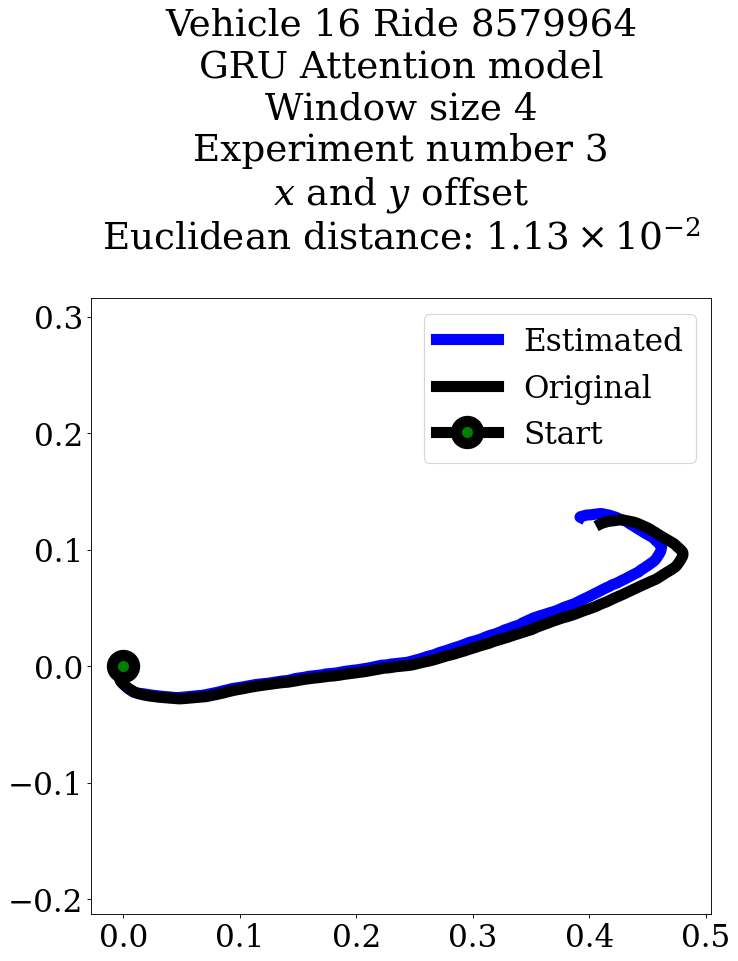 Vehicle 16 Ride 8579964
GRU Attention model
Window size 4
Experiment number 3
x and y offset
Euclidean distance: 1.13 × 10⁻²
Estimated
Original
Start
0.3
0.2
0.1
0.0
−0.1
−0.2
0.0 0.1 0.2 0.3 0.4 0.5